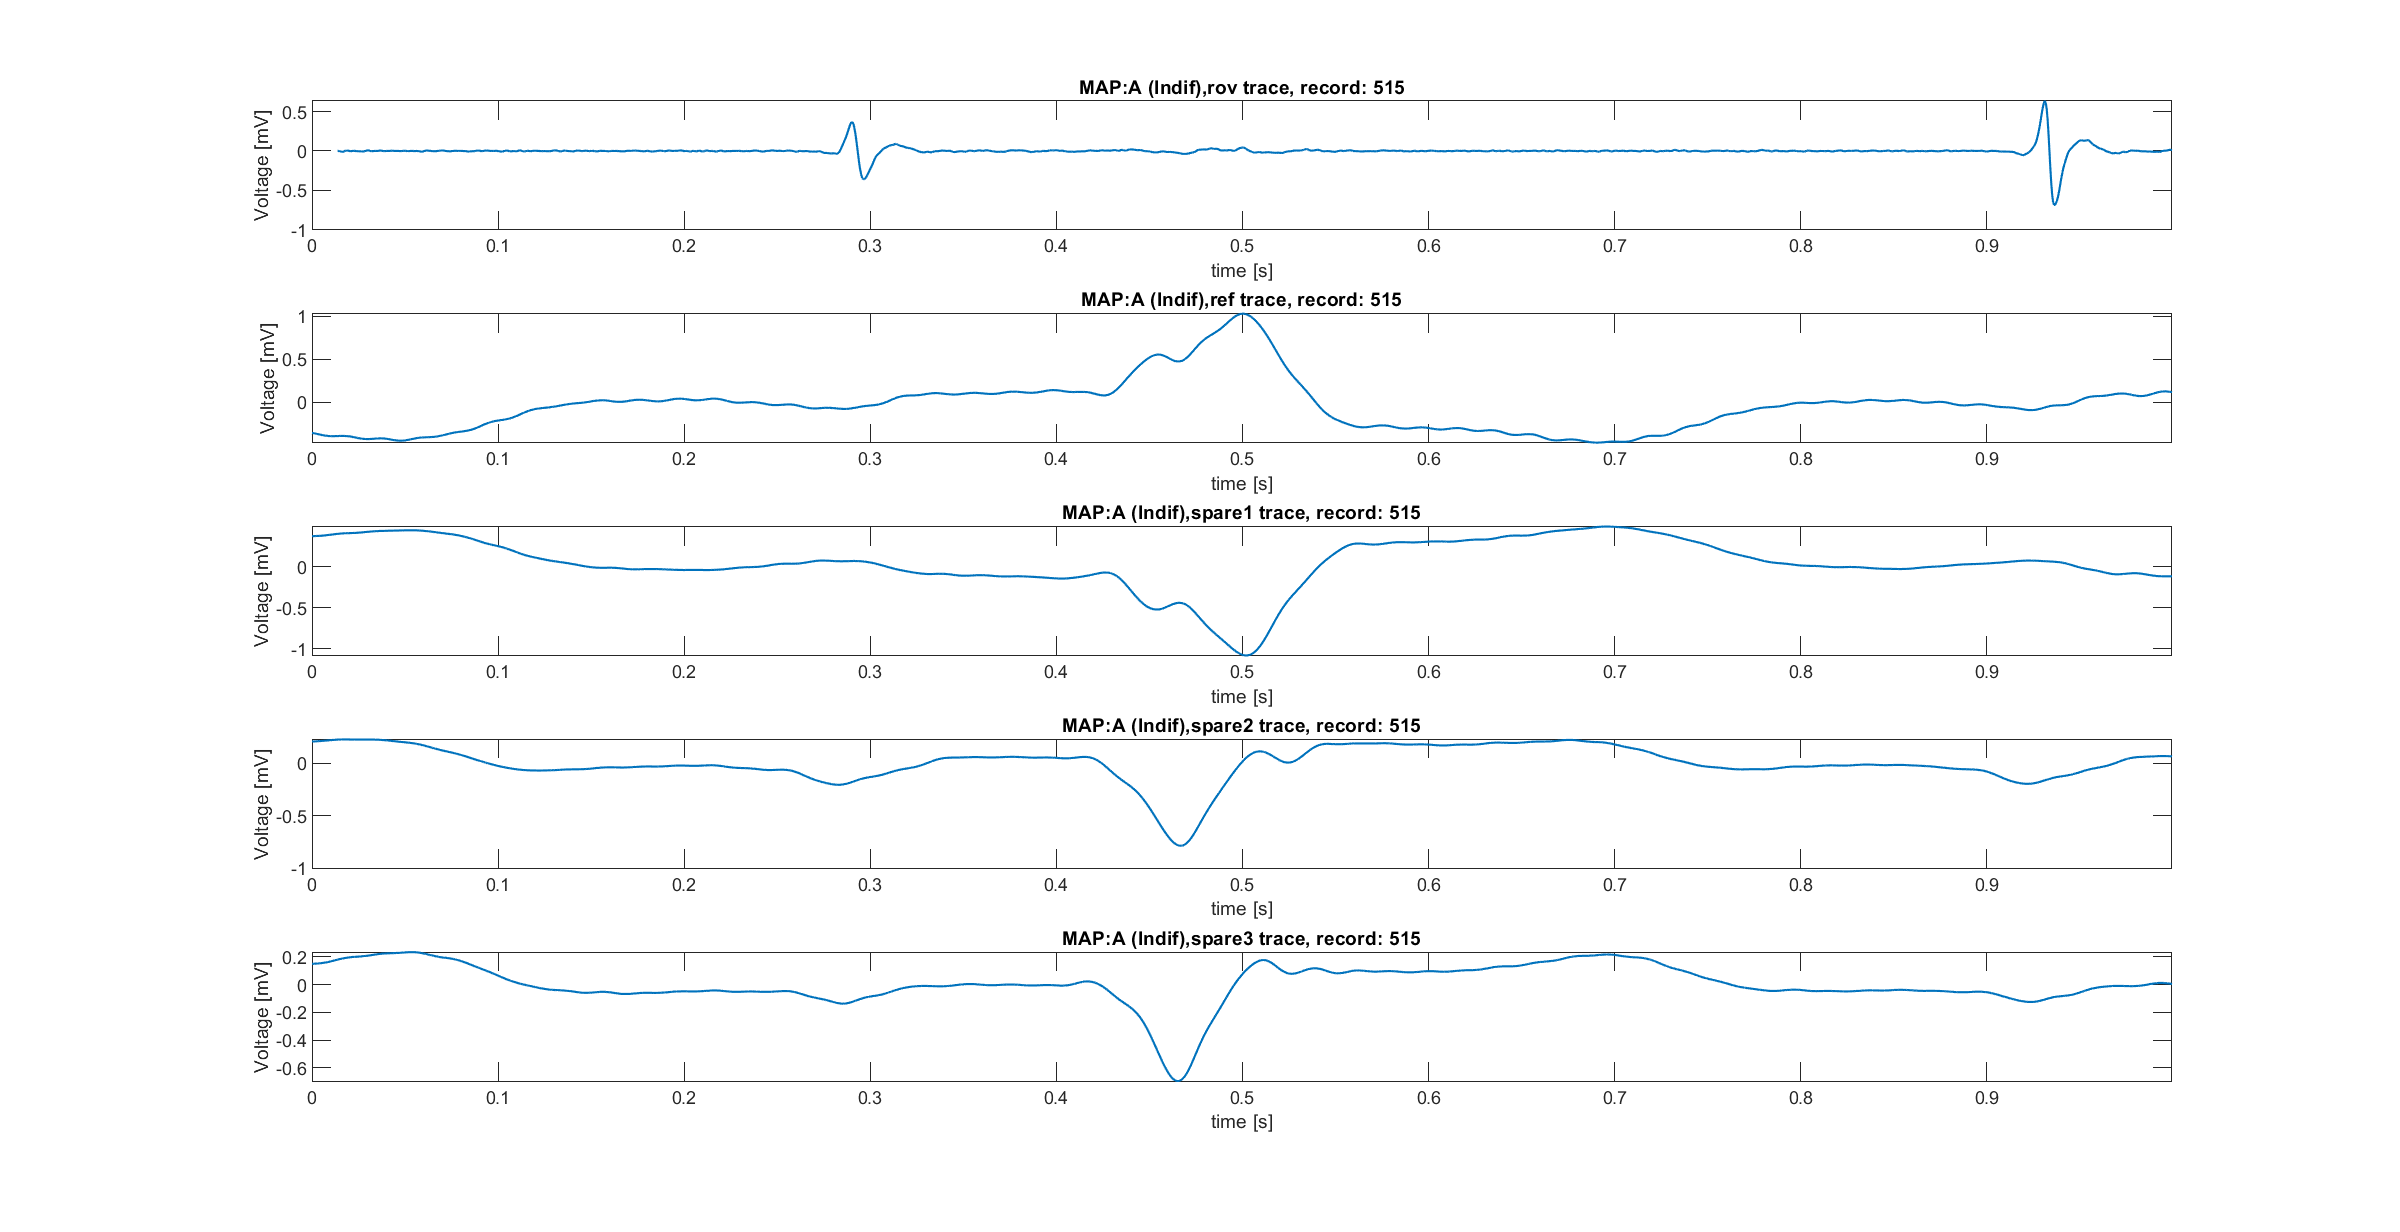 MAP:A (Indif),rov trace, record: 515
Voltage [mV]
0.5
0
-0.5
-1
0 0.1 0.2 0.3 0.4 0.5 0.6 0.7 0.8 0.9
time [s]
MAP:A (Indif),ref trace, record: 515
Voltage [mV]
1
0.5
0
0 0.1 0.2 0.3 0.4 0.5 0.6 0.7 0.8 0.9
time [s]
MAP:A (Indif),spare1 trace, record: 515
Voltage [mV]
0
-0.5
-1
0 0.1 0.2 0.3 0.4 0.5 0.6 0.7 0.8 0.9
time [s]
MAP:A (Indif),spare2 trace, record: 515
Voltage [mV]
0
-0.5
-1
0 0.1 0.2 0.3 0.4 0.5 0.6 0.7 0.8 0.9
time [s]
MAP:A (Indif),spare3 trace, record: 515
Voltage [mV]
0.2
0
-0.2
-0.4
-0.6
0 0.1 0.2 0.3 0.4 0.5 0.6 0.7 0.8 0.9
time [s]